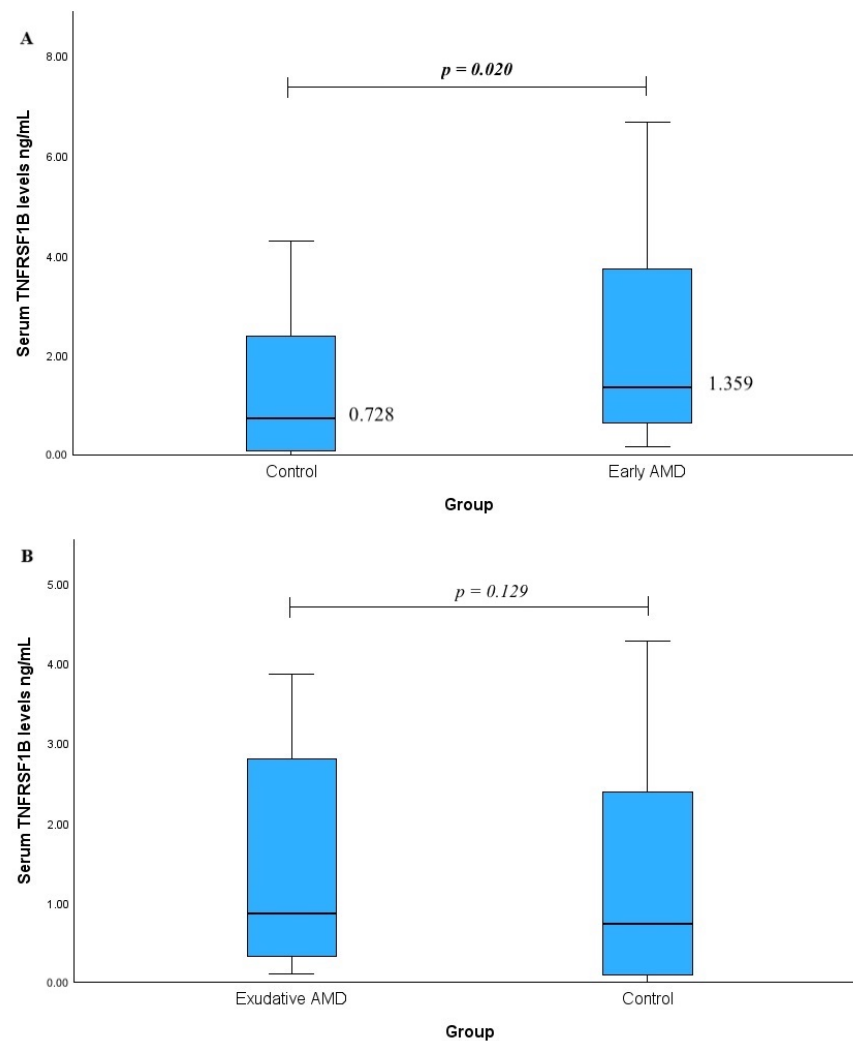 A
8.00
p = 0.020
6.00
4.00
2.00
0.00
Serum TNFRSF1B levels ng/mL
0.728
1.359
Control Early AMD
Group
B
5.00
p = 0.129
4.00
3.00
2.00
1.00
0.00
Serum TNFRSF1B levels ng/mL
Exudative AMD Control
Group